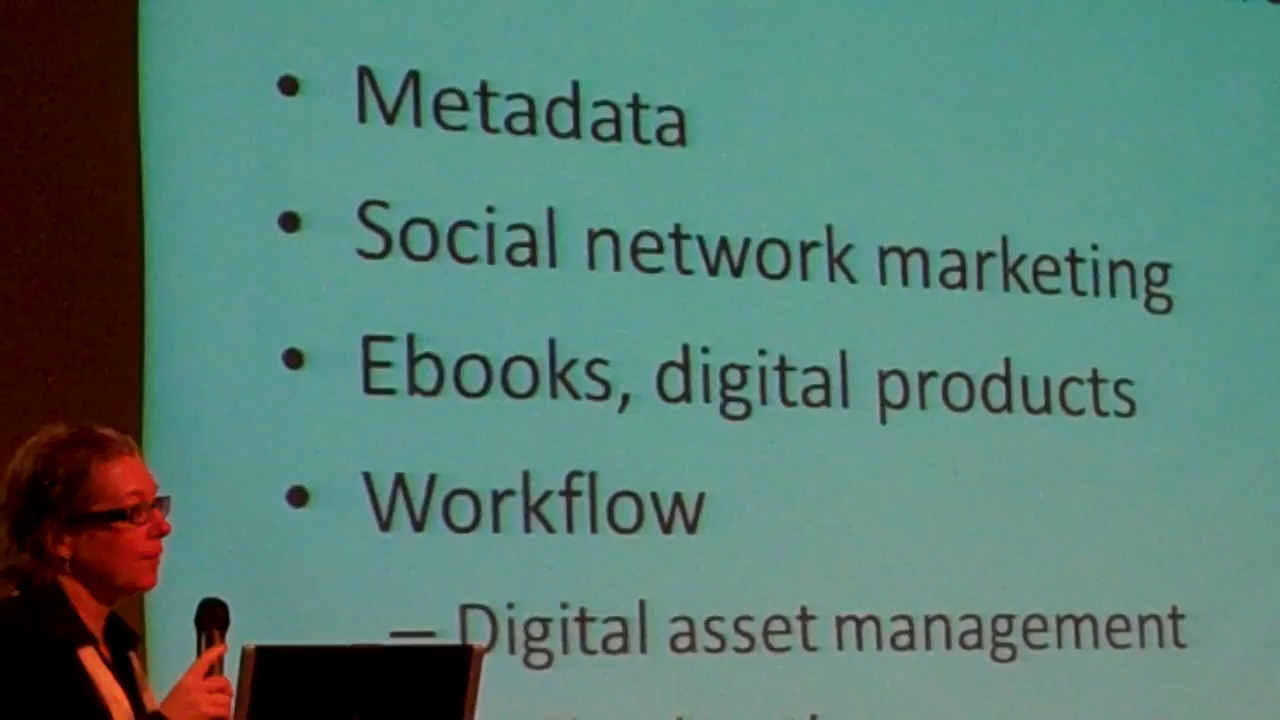 • Metadata
• Social network marketing
• Ebooks, digital products
• Workflow
– Digital asset management